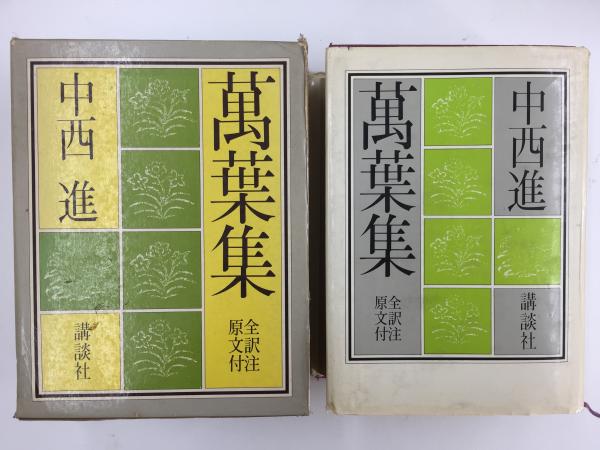 萬葉集
全訳注
原文付
中西 進
講談社
中西進
講談社
萬葉集
全訳注
原文付